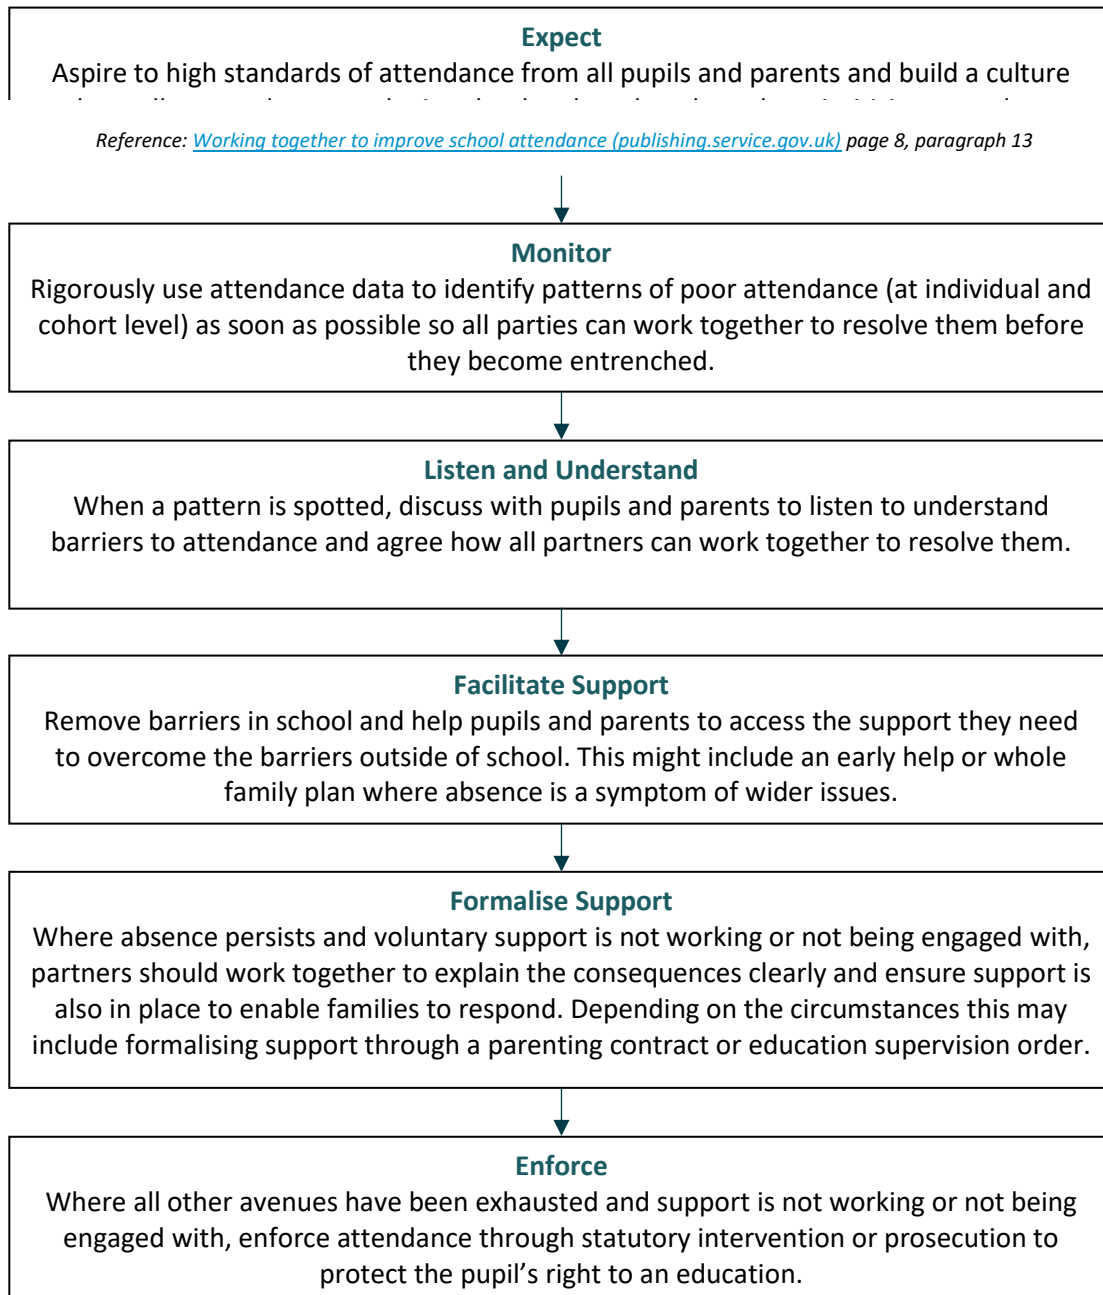 Expect
Aspire to high standards of attendance from all pupils and parents and build a culture
Reference: Working together to improve school attendance (publishing.service.gov.uk) page 8, paragraph 13
Monitor
Rigorously use attendance data to identify patterns of poor attendance (at individual and
cohort level) as soon as possible so all parties can work together to resolve them before
they become entrenched.
Listen and Understand
When a pattern is spotted, discuss with pupils and parents to listen to understand
barriers to attendance and agree how all partners can work together to resolve them.
Facilitate Support
Remove barriers in school and help pupils and parents to access the support they need
to overcome the barriers outside of school. This might include an early help or whole
family plan where absence is a symptom of wider issues.
Formalise Support
Where absence persists and voluntary support is not working or not being engaged with,
partners should work together to explain the consequences clearly and ensure support is
also in place to enable families to respond. Depending on the circumstances this may
include formalising support through a parenting contract or education supervision order.
Enforce
Where all other avenues have been exhausted and support is not working or not being
engaged with, enforce attendance through statutory intervention or prosecution to
protect the pupil’s right to an education.